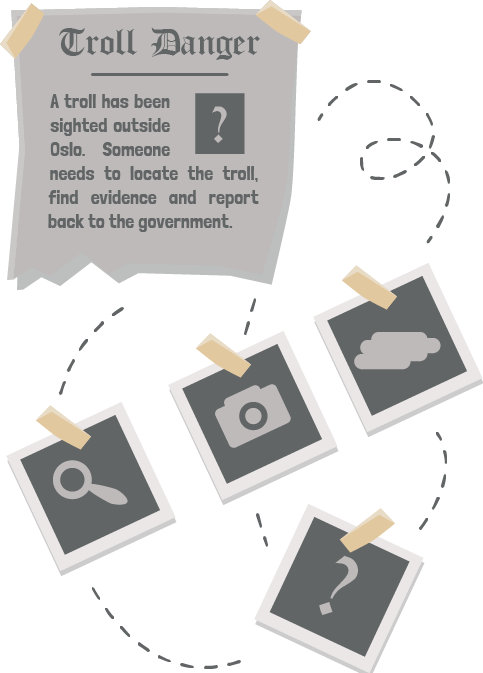 Troll Danger
A troll has been
sighted outside
?
Oslo. Someone
needs to locate the troll,
find evidence and report
back to the government.
?